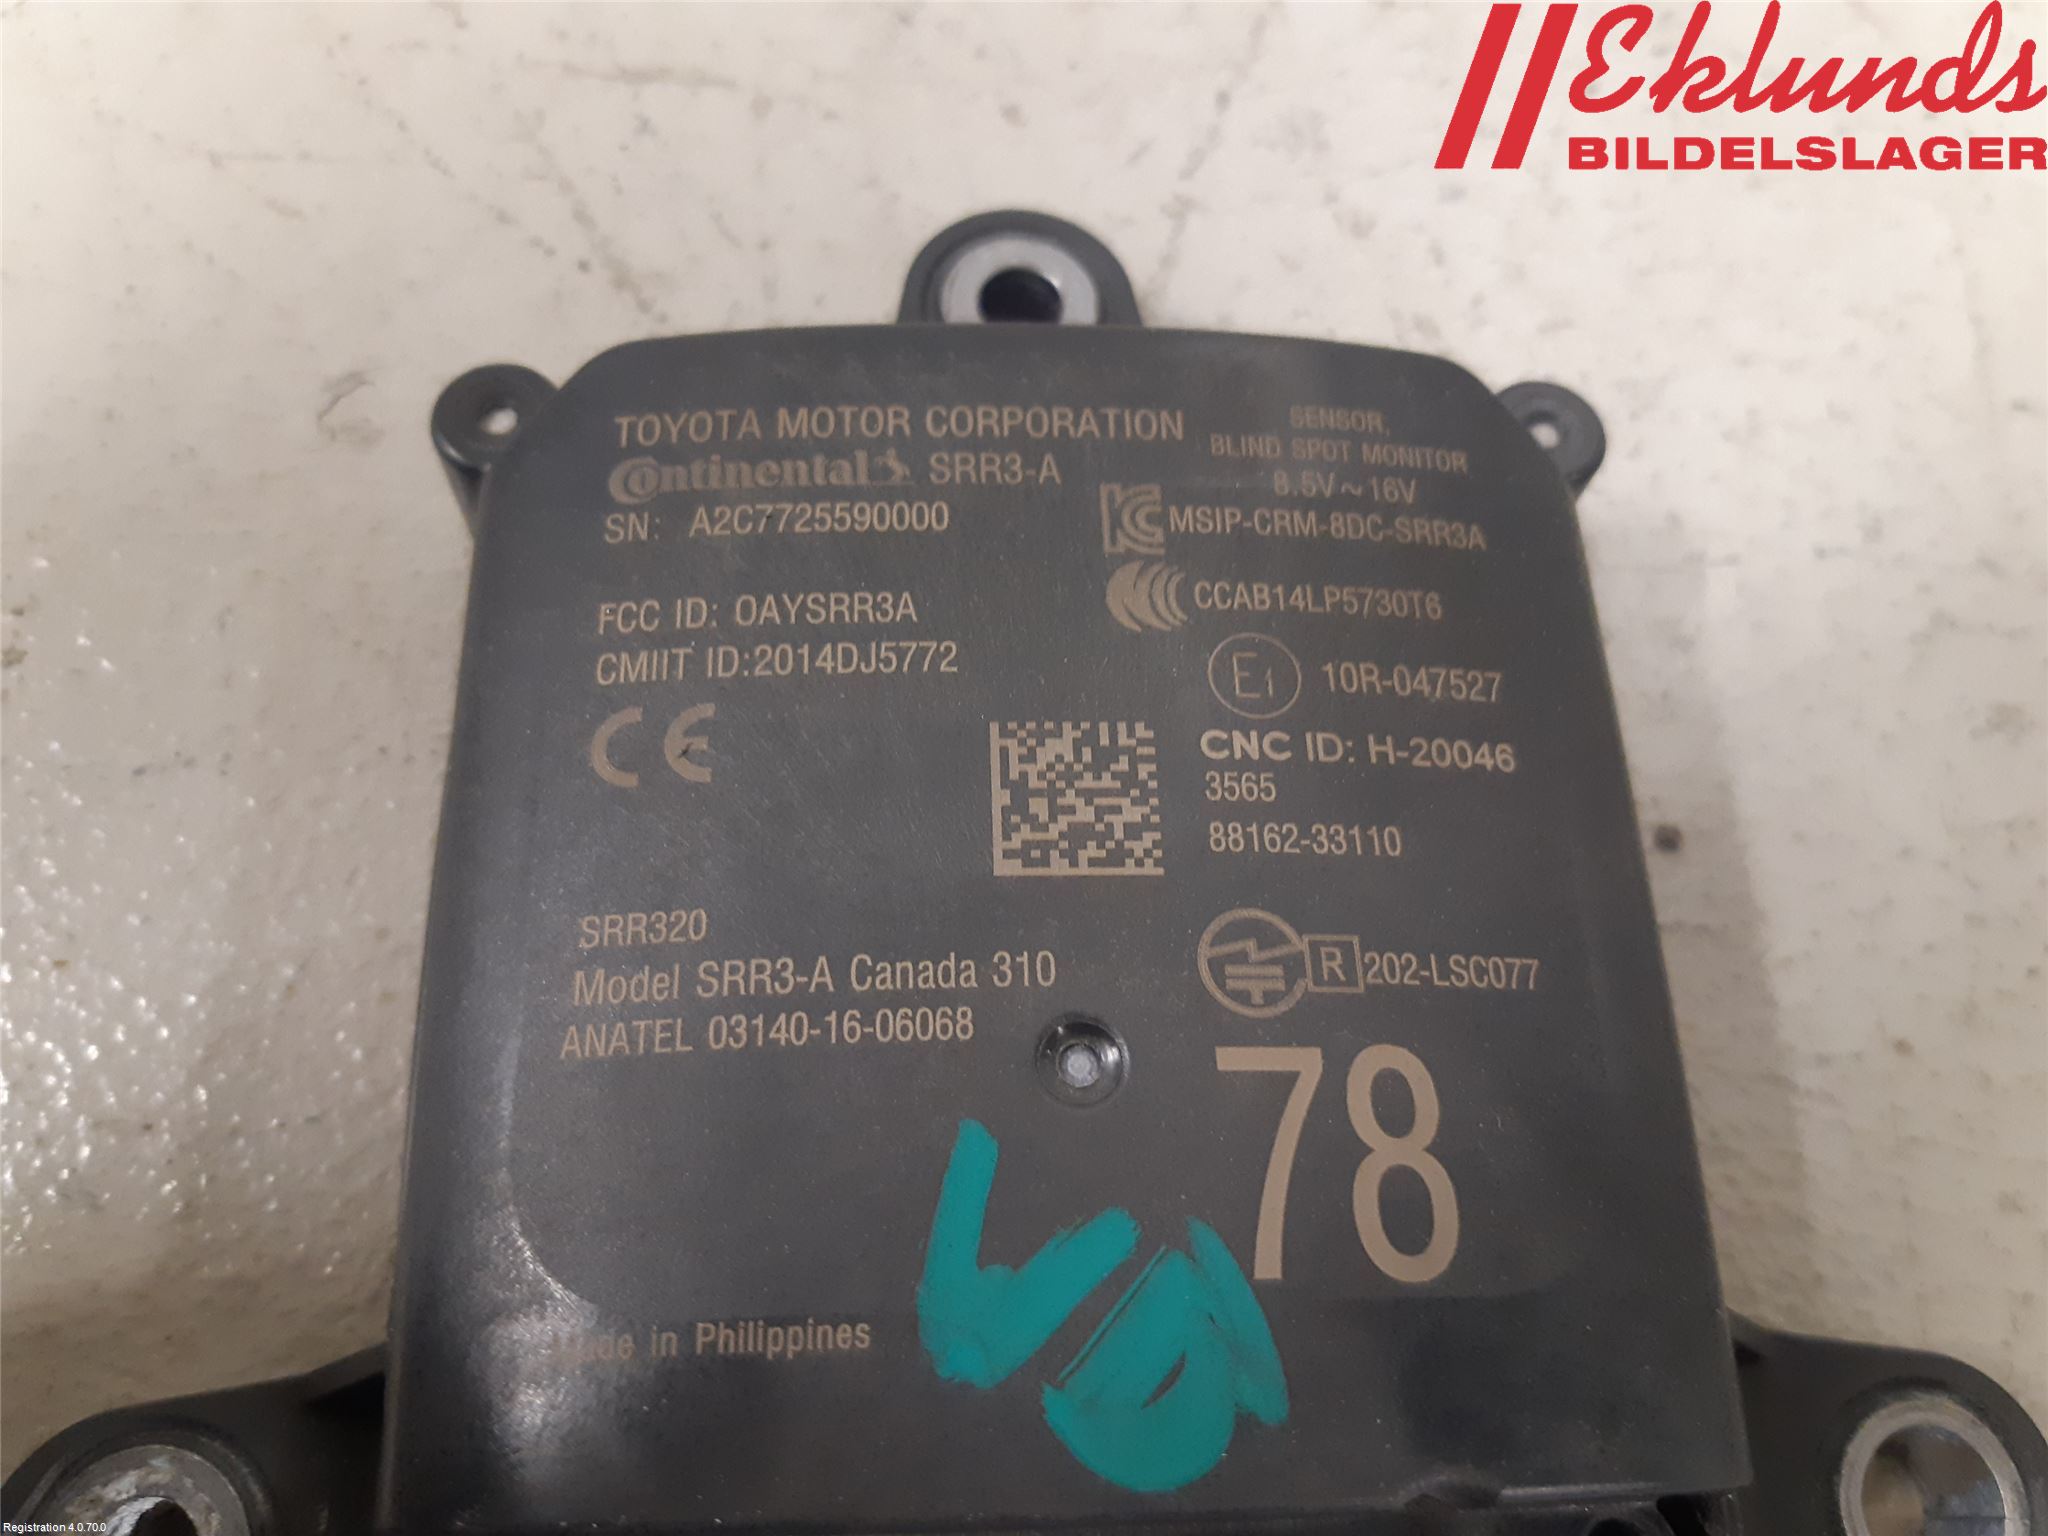 Eklunds
BILDELSLAGER
TOYOTA MOTOR CORPORATION
Continental SRR3-A
SN: A2C7725590000
SENSOR,
BLIND SPOT MONITOR
8.5V~16V
MSIP-CRM-8DC-SRR3A
CCAB14LP5730T6
FCC ID: OAYSRR3A
CMIIT ID:2014DJ5772
CE
E1 10R-047527
CNC ID: H-20046
3565
88162-33110
SRR320
Model SRR3-A Canada 310
ANATEL 03140-16-06068
R 202-LSC077
78
Made in Philippines
Registration 4.0.70.0